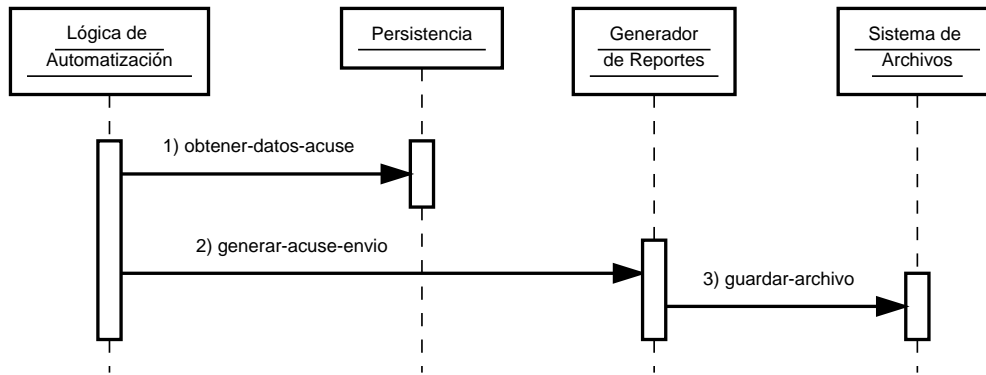 Lógica de
Automatización
Persistencia
Generador
de Reportes
Sistema de
Archivos
1) obtener-datos-acuse
2) generar-acuse-envio
3) guardar-archivo